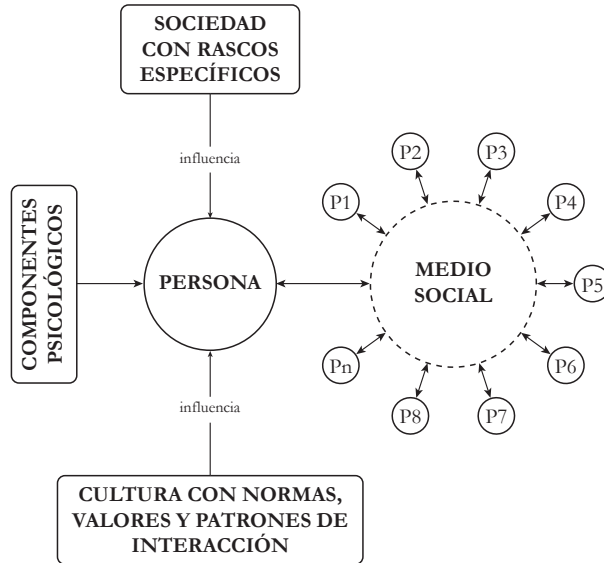 SOCIEDAD
CON RASCOS
ESPECÍFICOS
influencia
COMPONENTES
PSICOLÓGICOS
PERSONA
MEDIO
SOCIAL
P1
P2
P3
P4
P5
P6
P7
P8
Pn
influencia
CULTURA CON NORMAS,
VALORES Y PATRONES DE
INTERACCIÓN